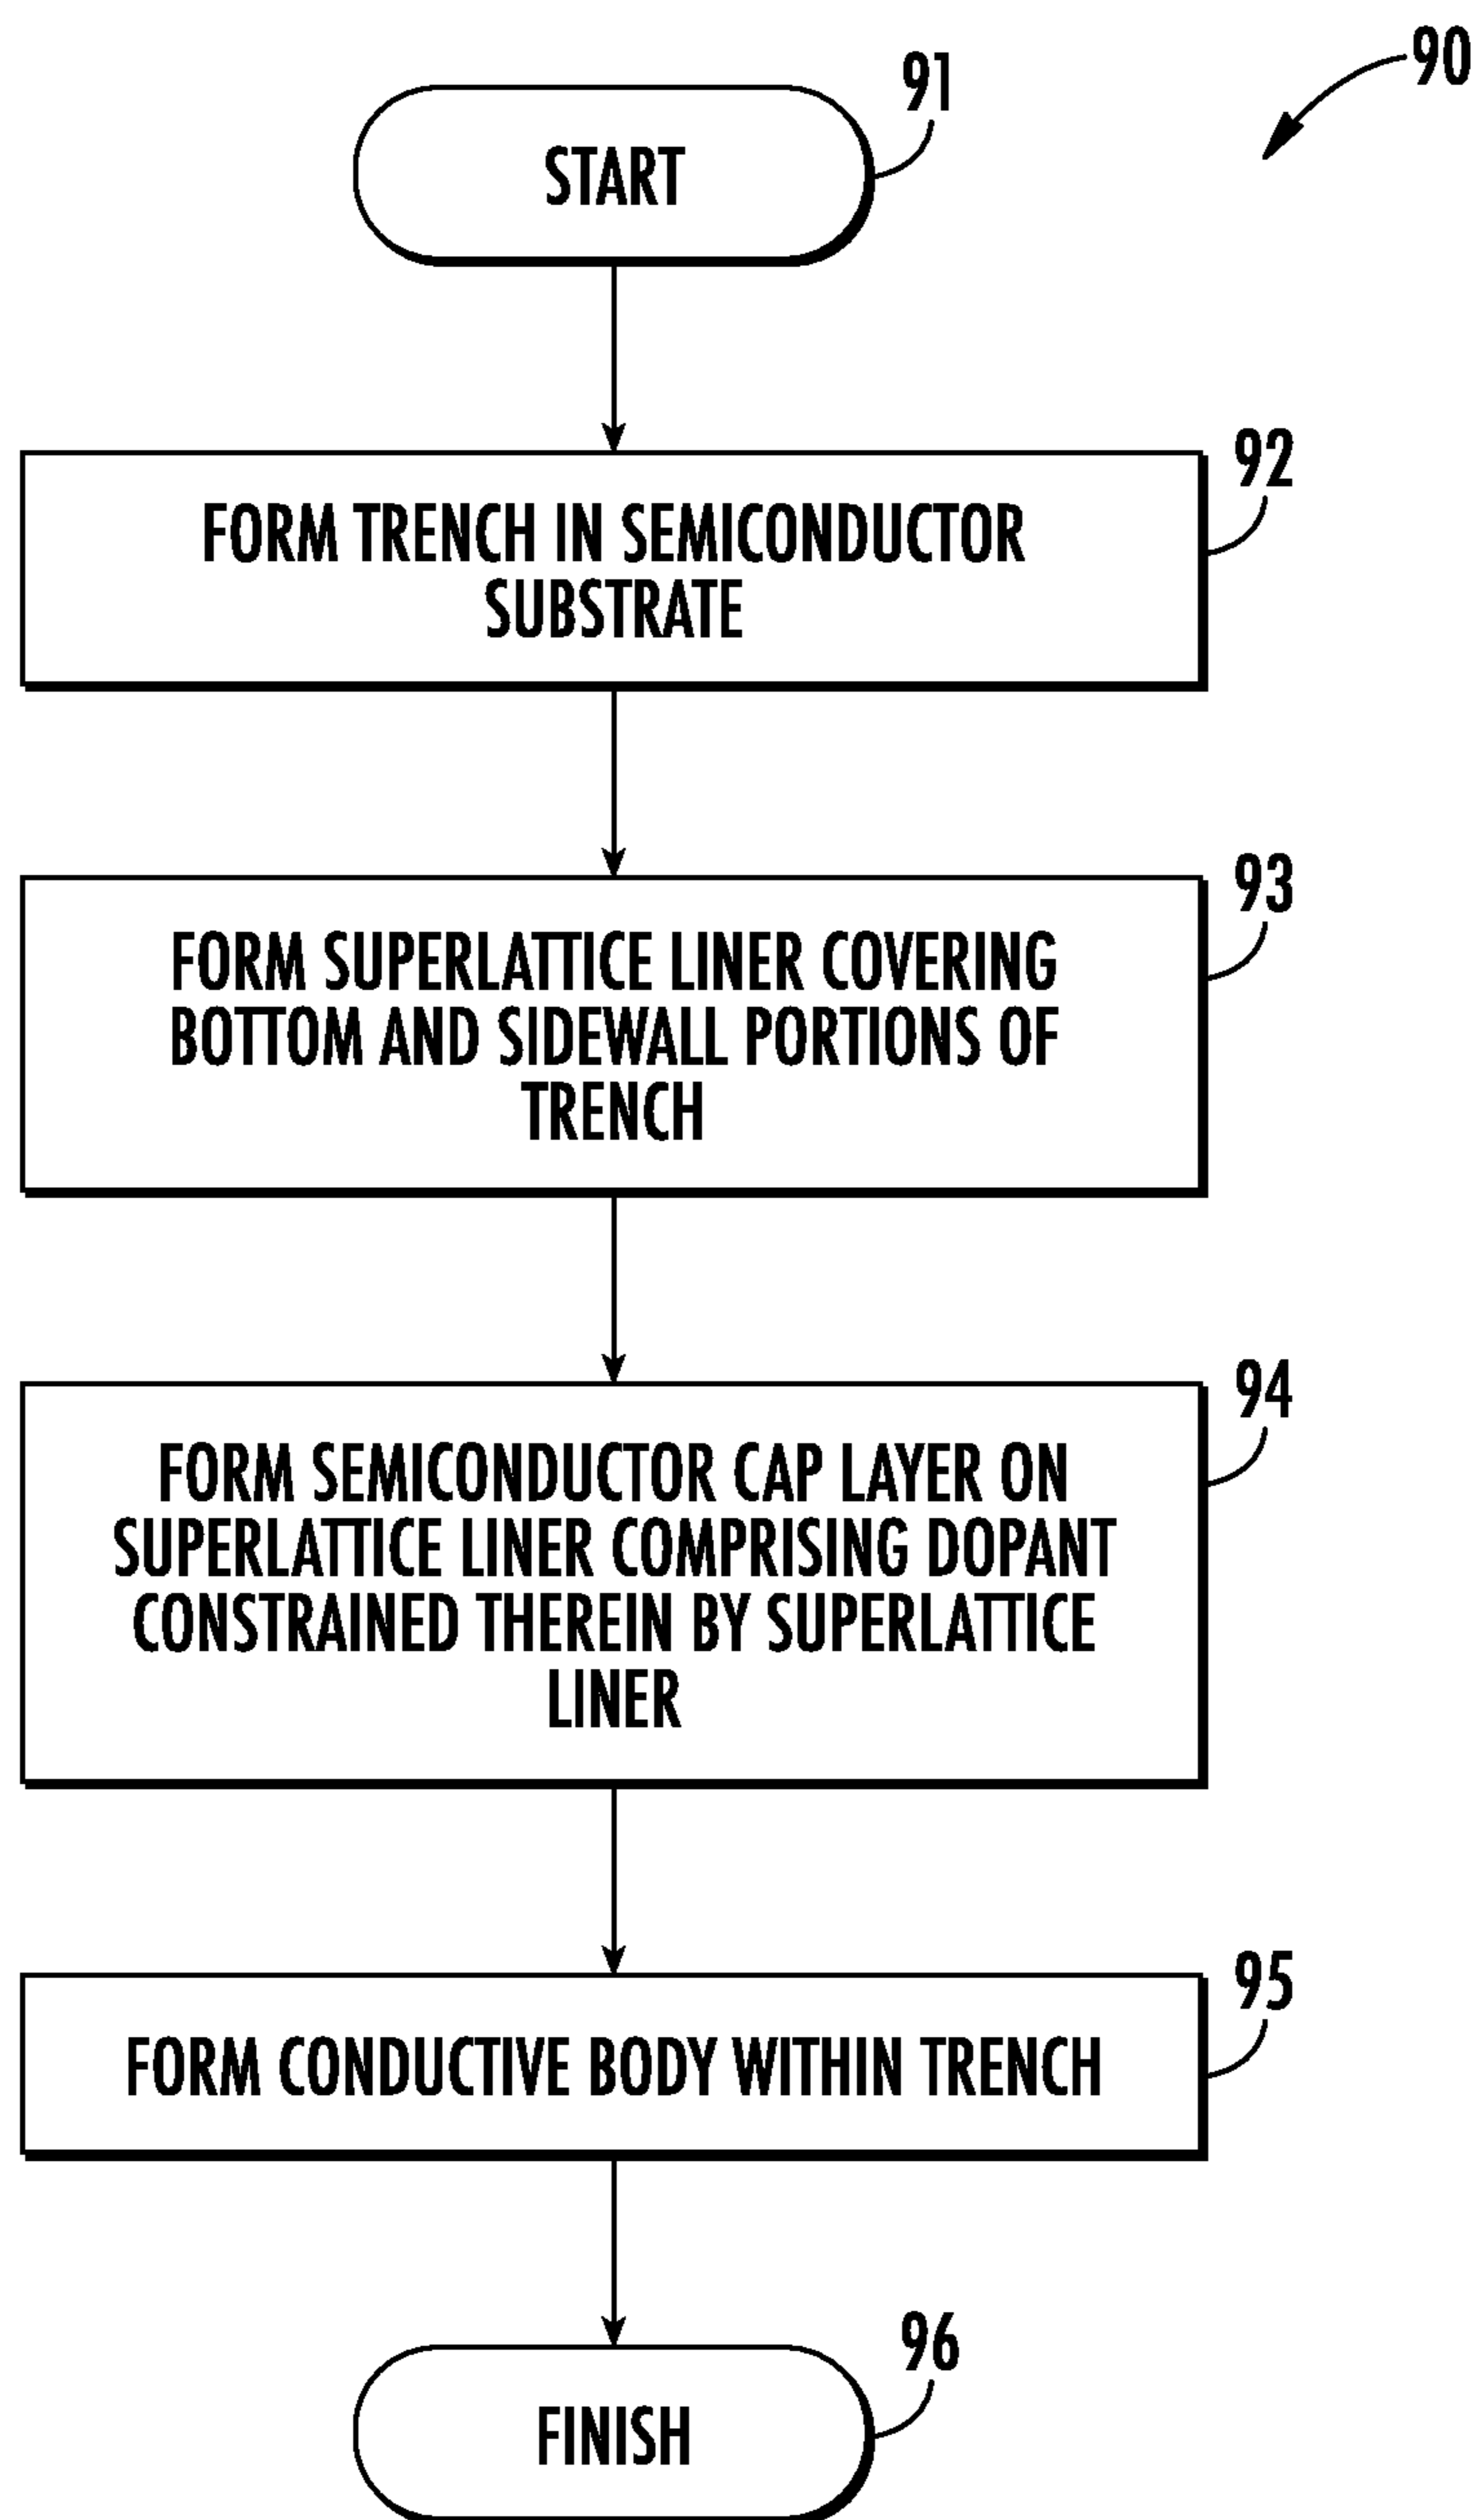 90
91
START
92
FORM TRENCH IN SEMICONDUCTOR
SUBSTRATE
93
FORM SUPERLATTICE LINER COVERING
BOTTOM AND SIDEWALL PORTIONS OF
TRENCH
94
FORM SEMICONDUCTOR CAP LAYER ON
SUPERLATTICE LINER COMPRISING DOPANT
CONSTRAINED THEREIN BY SUPERLATTICE
LINER
95
FORM CONDUCTIVE BODY WITHIN TRENCH
96
FINISH